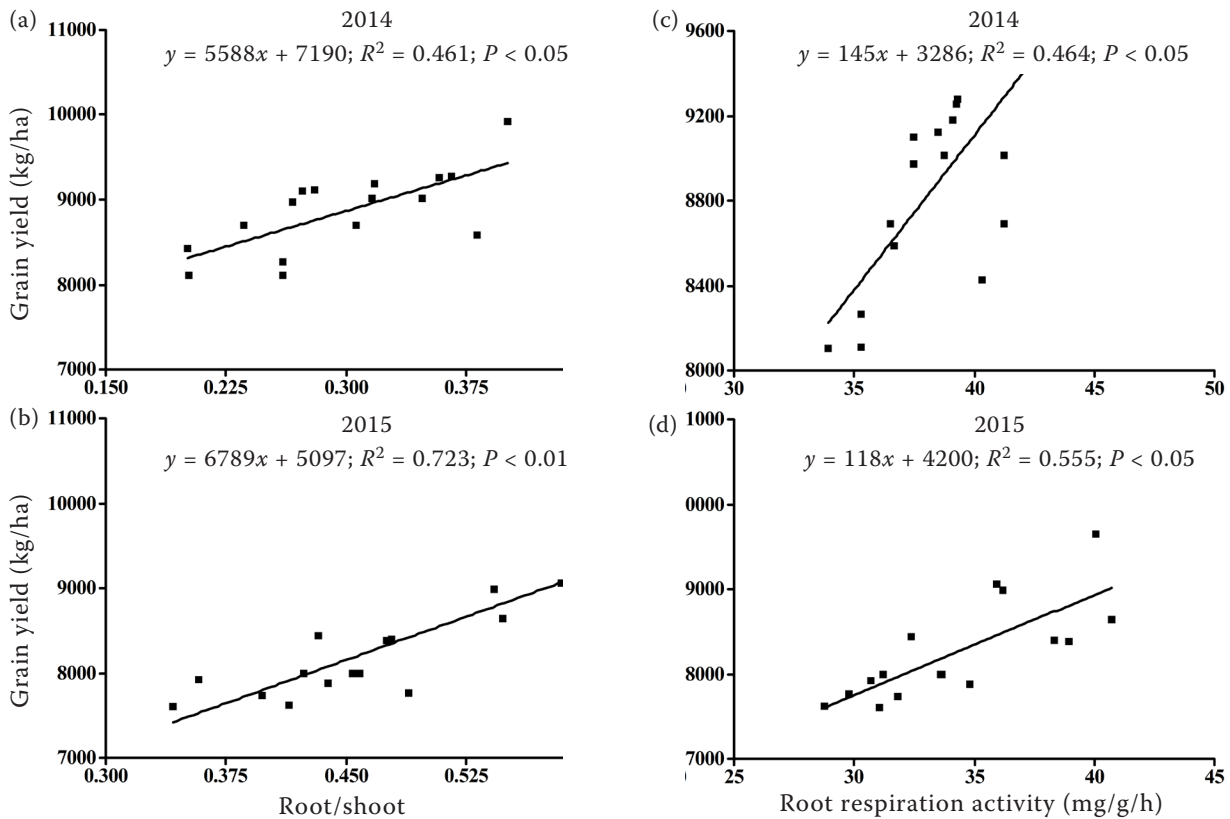 (a)
2014
y = 5588x + 7190; R² = 0.461; P < 0.05
11000
10000
9000
8000
7000
0.150 0.225 0.300 0.375
Grain yield (kg/ha)
(c)
2014
y = 145x + 3286; R² = 0.464; P < 0.05
9600
9200
8800
8400
8000
30 35 40 45 50
(b)
2015
y = 6789x + 5097; R² = 0.723; P < 0.01
11000
10000
9000
8000
7000
0.300 0.375 0.450 0.525
Grain yield (kg/ha)
Root/shoot
(d)
2015
y = 118x + 4200; R² = 0.555; P < 0.05
1000
0000
9000
8000
7000
25 30 35 40 45
Root respiration activity (mg/g/h)